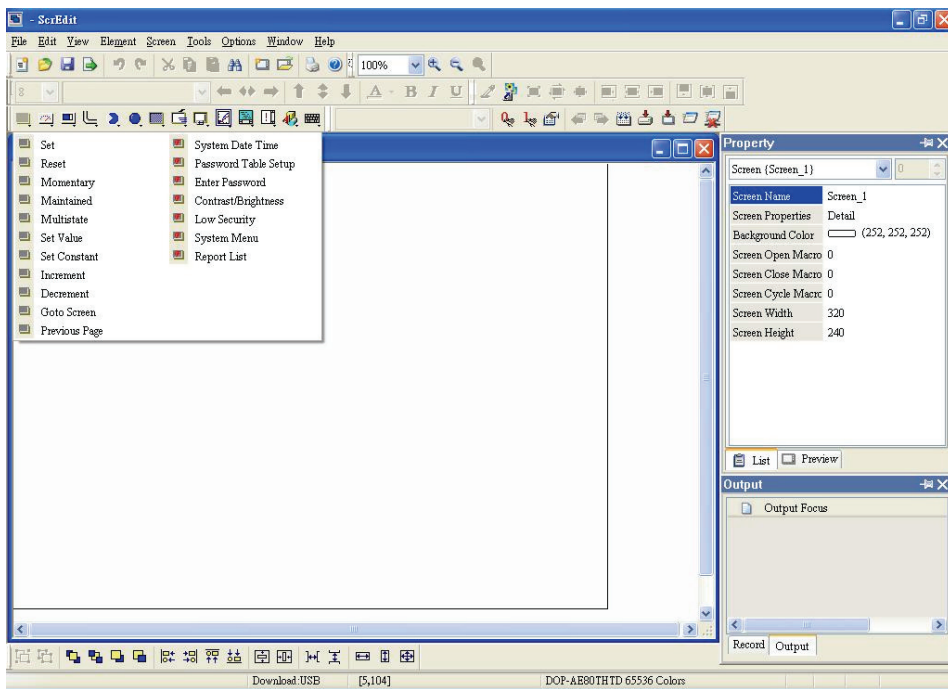 - ScrEdit
File Edit View Element Screen Tools Options Window Help
100%
8
A - B I U
Set
Reset
Momentary
Maintained
Multistate
Set Value
Set Constant
Increment
Decrement
Goto Screen
Previous Page
System Date Time
Password Table Setup
Enter Password
Contrast/Brightness
Low Security
System Menu
Report List
Property
Screen {Screen_1}
0
Screen Name Screen_1
Screen Properties Detail
Background Color (252, 252, 252)
Screen Open Macro 0
Screen Close Macro 0
Screen Cycle Macrc 0
Screen Width 320
Screen Height 240
List Preview
Output
Output Focus
Record Output
Download:USB [5,104] DOP-AE80THTD 65536 Colors